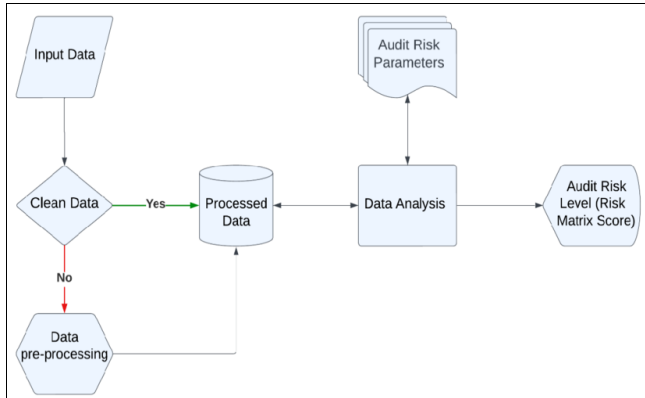 Input Data
Audit Risk
Parameters
Clean Data
Yes
Processed
Data
Data Analysis
Audit Risk
Level (Risk
Matrix Score)
No
Data
pre-processing